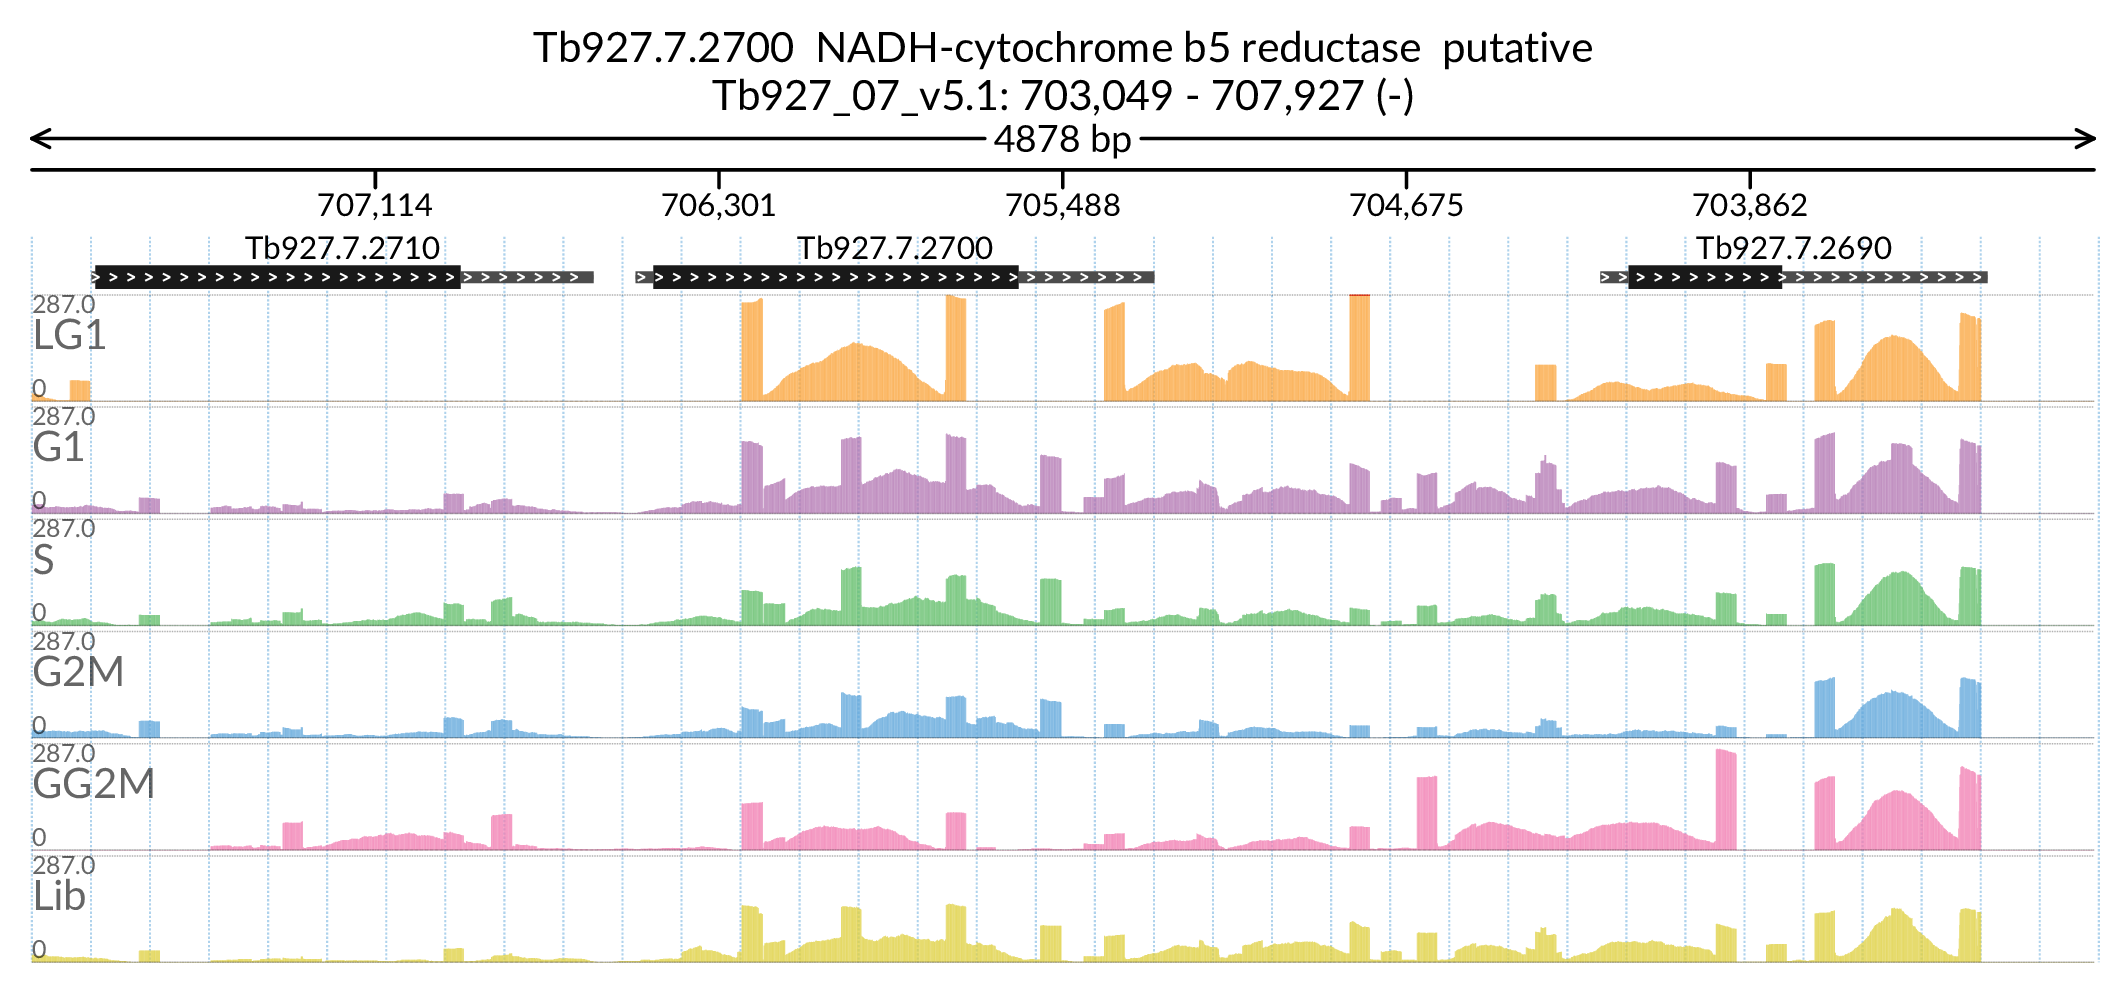 Tb927.7.2700  NADH-cytochrome b5 reductase  putative
Tb927_07_v5.1: 703,049 - 707,927 (-)
4878 bp
707,114 706,301 705,488 704,675 703,862
Tb927.7.2710 Tb927.7.2700 Tb927.7.2690
287.0
LG1
0
287.0
G1
0
287.0
S
0
287.0
G2M
0
287.0
GG2M
0
287.0
Lib
0